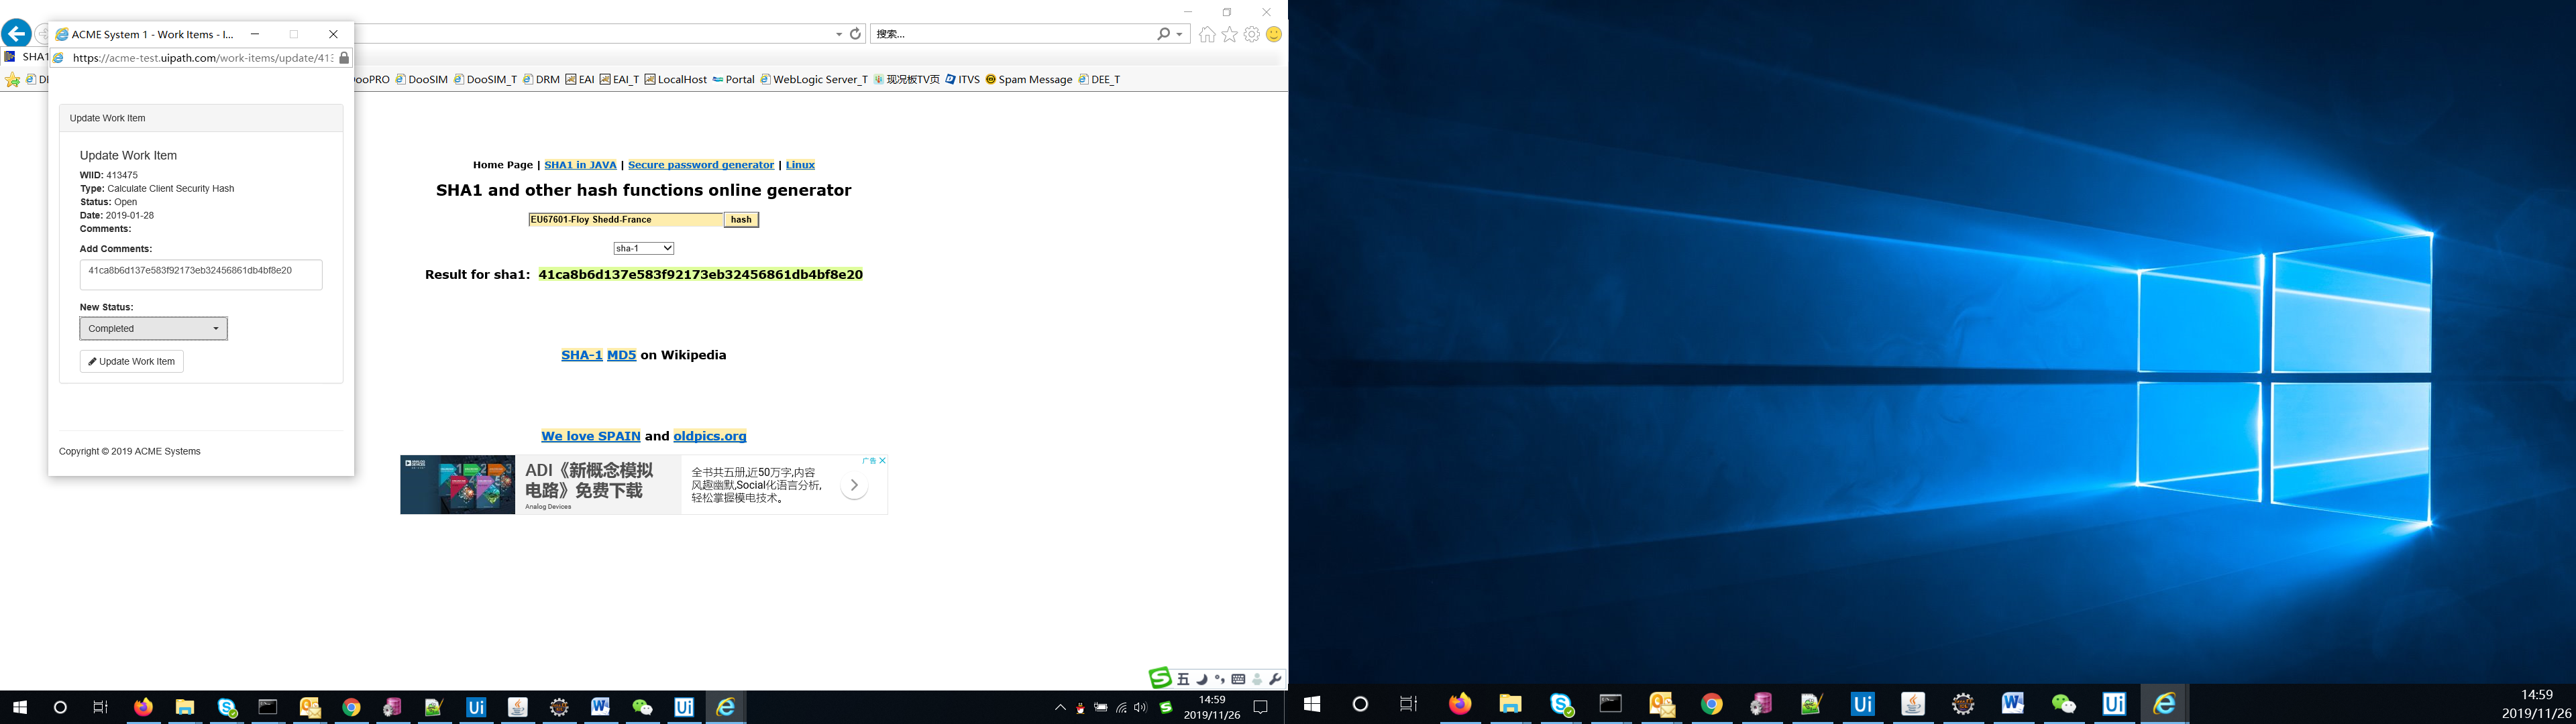 ACME System 1 - Work Items - I...
https://acme-test.uipath.com/work-items/update/413
搜索...
SHA1
DooPRO
DooSIM
DooSIM_T
DRM
EAI
EAI_T
LocalHost
Portal
WebLogic Server_T
现况板TV页
ITVS
Spam Message
DEE_T
Update Work Item
Update Work Item
WIID: 413475
Type: Calculate Client Security Hash
Status: Open
Date: 2019-01-28
Comments:
Add Comments:
41ca8b6d137e583f92173eb32456861db4bf8e20
New Status:
Completed
Update Work Item
Copyright © 2019 ACME Systems
Home Page | SHA1 in JAVA | Secure password generator | Linux
SHA1 and other hash functions online generator
EU67601-Floy Shedd-France
hash
sha-1
Result for sha1: 41ca8b6d137e583f92173eb32456861db4bf8e20
SHA-1 MD5 on Wikipedia
We love SPAIN and oldpics.org
ADI《新概念模拟
电路》免费下载
Analog Devices
全书共五册,近50万字,内容
风趣幽默,Social化语言分析,
轻松掌握模电技术。
广告
五
14:59
2019/11/26
14:59
2019/11/26